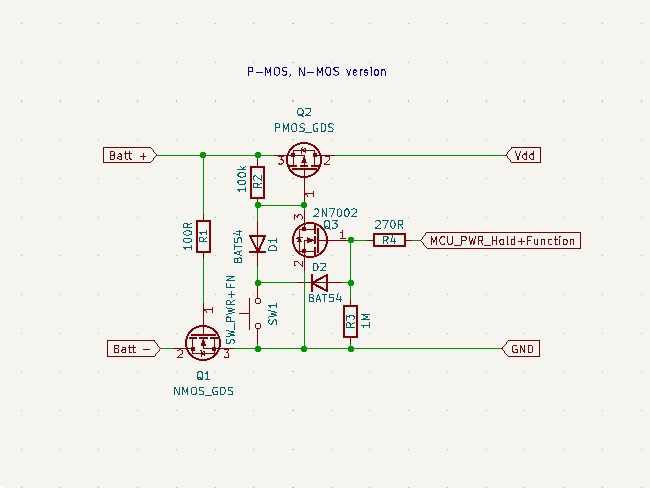 P-MOS, N-MOS version
Q2
PMOS_GDS
Batt +
3
2
Vdd
100k
R2
1
3
2N7002
Q3
270R
R4
MCU_PWR_Hold+Function
1
100R
R1
BAT54
D1
2
D2
BAT54
SW_PWR+FN
SW1
R3
1M
1
Batt -
2
3
GND
Q1
NMOS_GDS